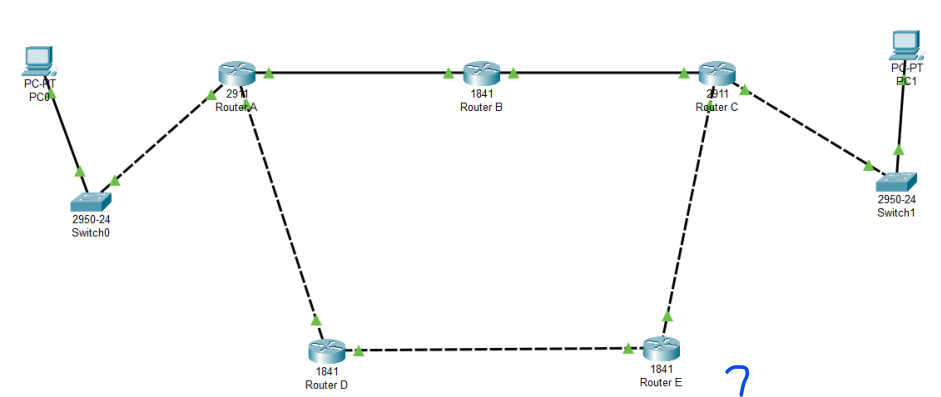 PC-PT
PC0
2911
Router A
1841
Router B
2911
Router C
PC-PT
PC1
2950-24
Switch0
2950-24
Switch1
1841
Router D
1841
Router E
?